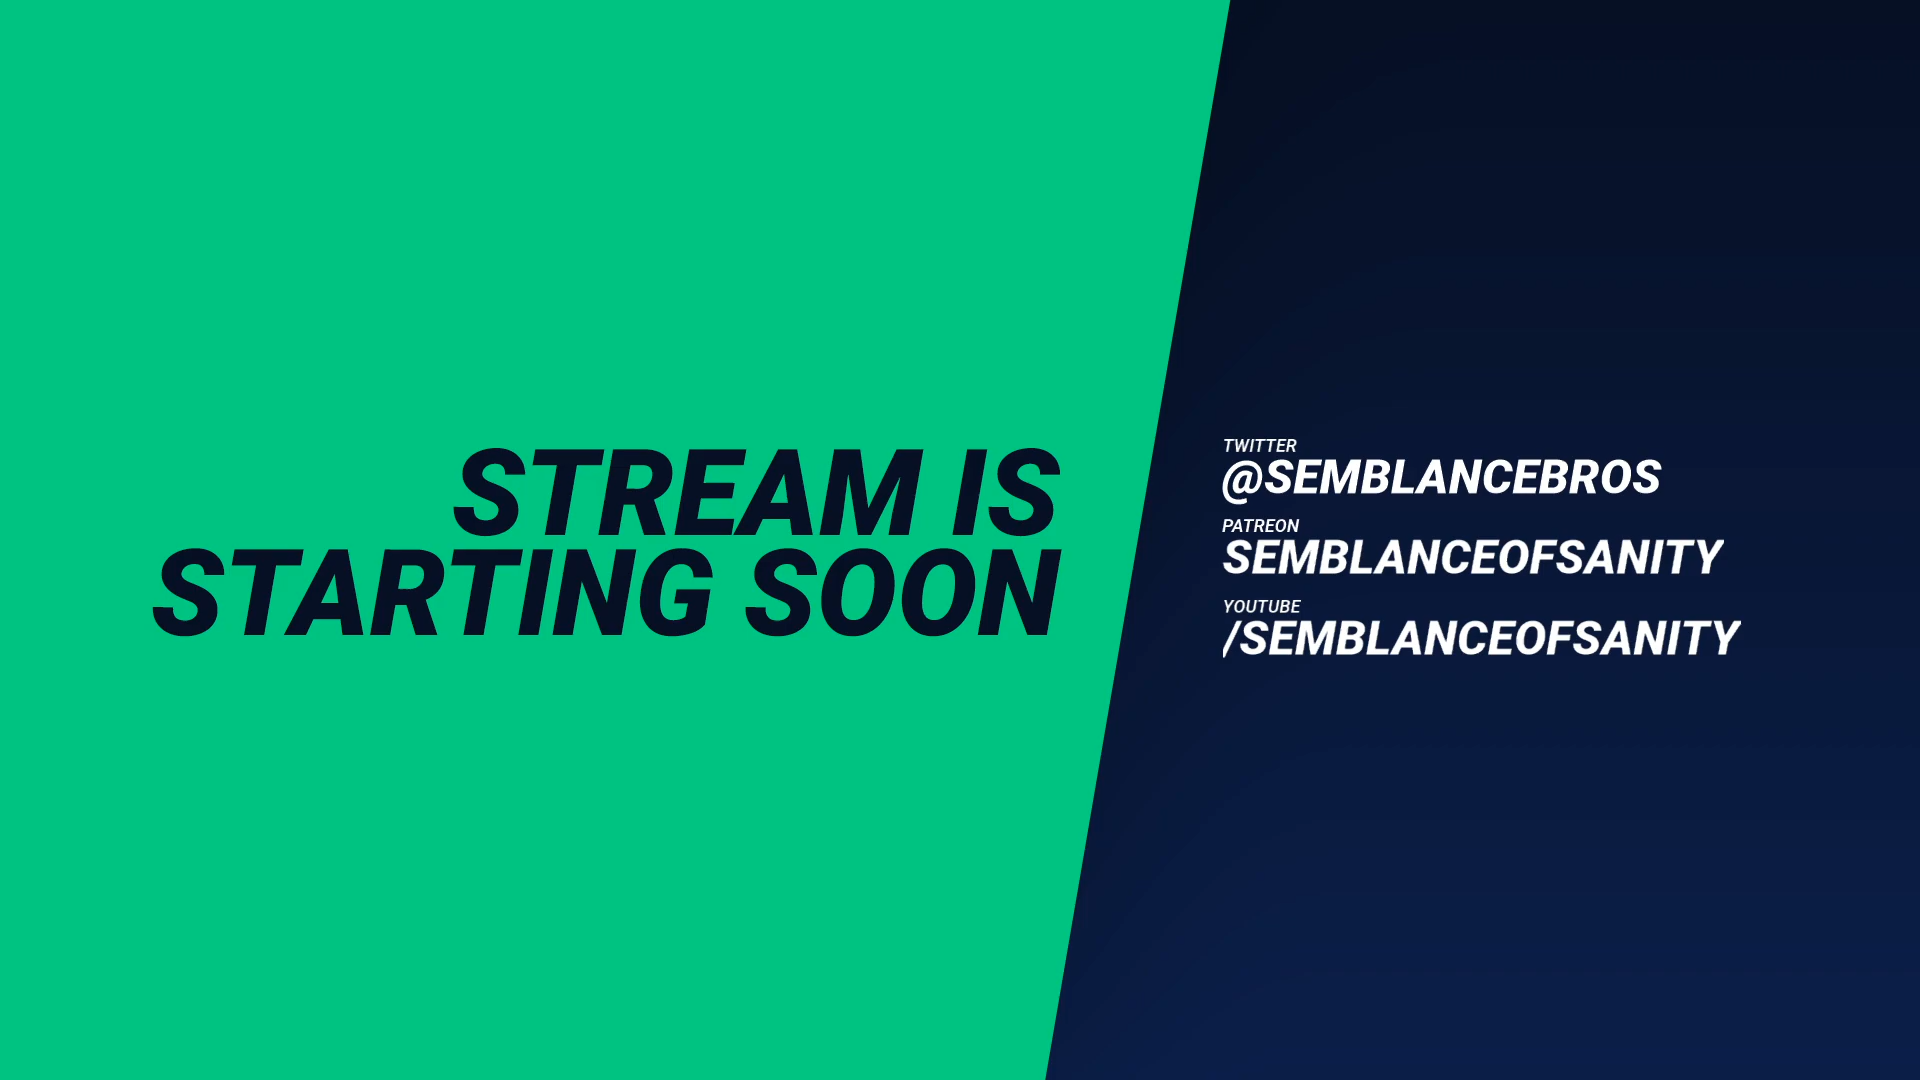 STREAM IS
STARTING SOON
TWITTER
@SEMBLANCEBROS
PATREON
SEMBLANCEOFSANITY
YOUTUBE
/SEMBLANCEOFSANITY